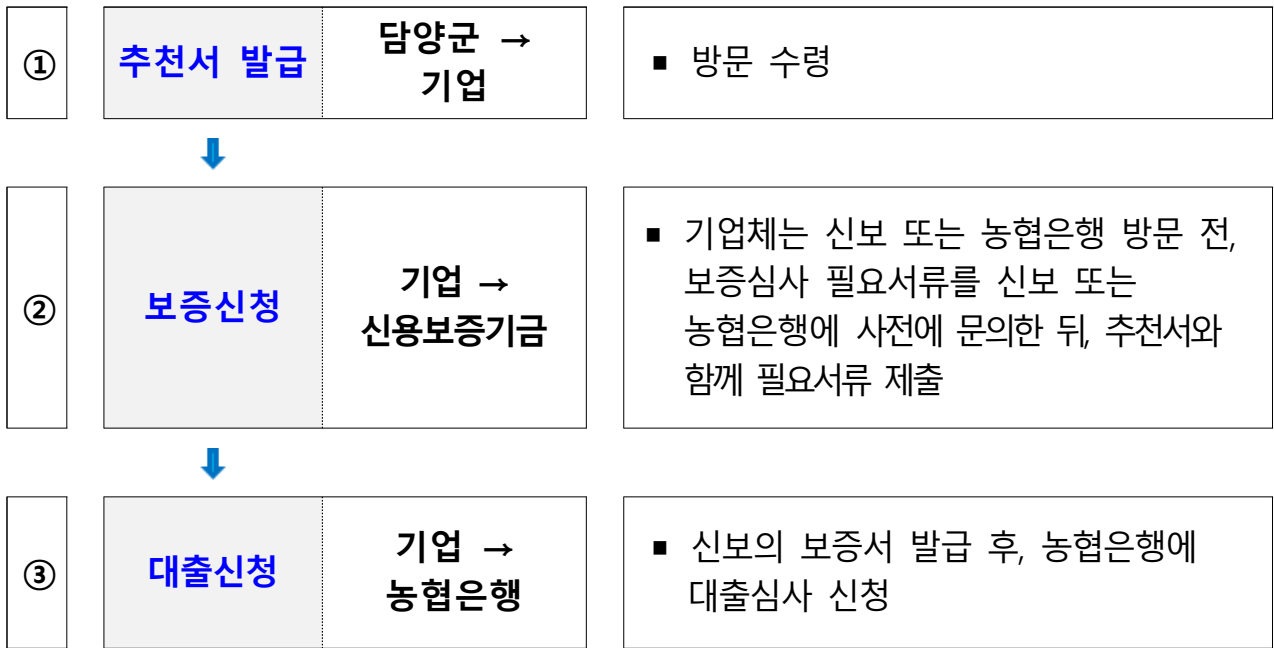 ①
추천서 발급
담양군 →
기업
▪ 방문 수령
②
보증신청
기업 →
신용보증기금
▪ 기업체는 신보 또는 농협은행 방문 전,
보증심사 필요서류를 신보 또는
농협은행에 사전에 문의한 뒤, 추천서와
함께 필요서류 제출
③
대출신청
기업 →
농협은행
▪ 신보의 보증서 발급 후, 농협은행에
대출심사 신청